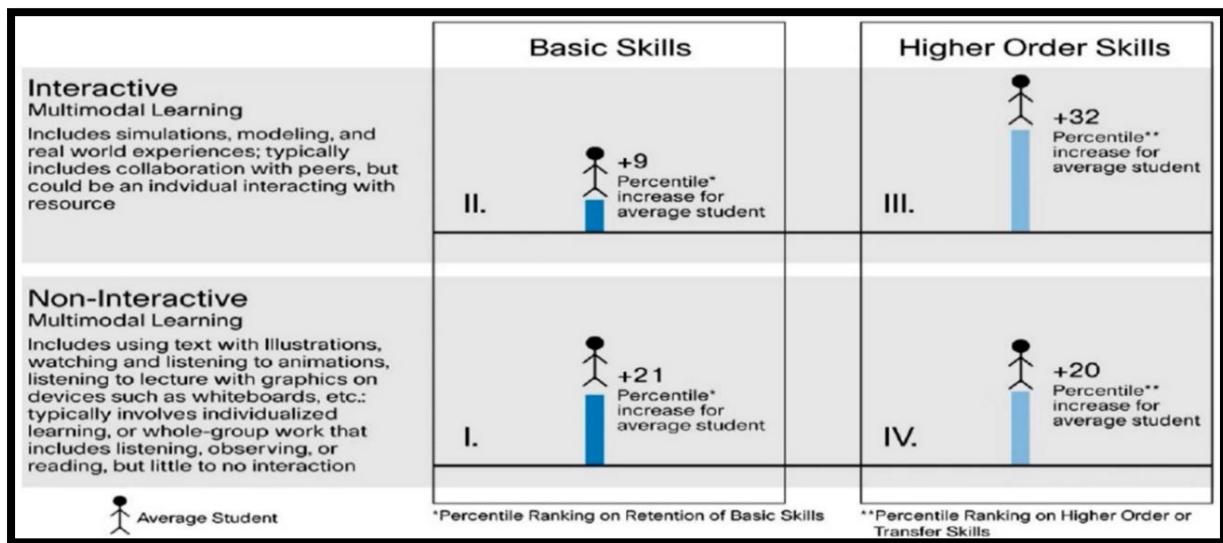 Basic Skills
Higher Order Skills
Interactive
Multimodal Learning
Includes simulations, modeling, and
real world experiences; typically
includes collaboration with peers, but
could be an indvidual interacting with
resource
II.
+9
Percentile*
increase for
average student
III.
+32
Percentile**
increase for
average student
Non-Interactive
Multimodal Learning
Includes using text with Illustrations,
watching and listening to animations,
listening to lecture with graphics on
devices such as whiteboards, etc.:
typically involves individualized
learning, or whole-group work that
includes listening, observing, or
reading, but little to no interaction
I.
+21
Percentile*
increase for
average student
IV.
+20
Percentile**
increase for
average student
Average Student
*Percentile Ranking on Retention of Basic Skills
**Percentile Ranking on Higher Order or
Transfer Skills